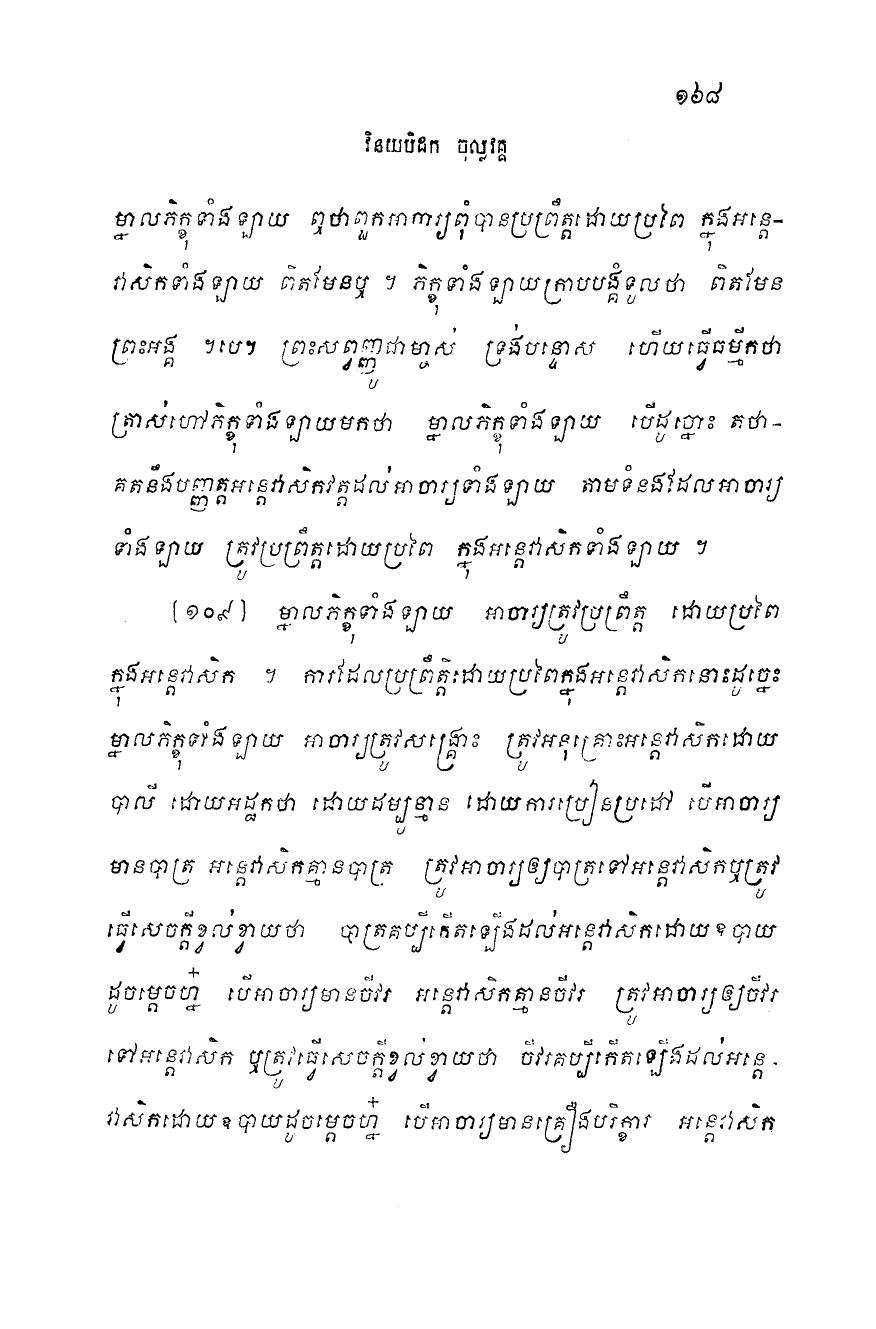 ១៦៨
វិនយបិដក ចុល្លវគ្គ
ម្នាលភិក្ខុទាំងឡាយ ឮថាពួកអាចារ្យពុំបានប្រព្រឹត្តដោយប្រពៃ ក្នុងអន្តេ-
វាសិកទាំងឡាយ ពិតមែនឬ ។ ភិក្ខុទាំងឡាយក្រាបបង្គំទូលថា ពិតមែន
ព្រះអង្គ ។បេ។ ព្រះសព្វញ្ញូជាម្ចាស់ ទ្រង់បន្ទោស ហើយធ្វើធម្មីកថា
ត្រាស់ហៅភិក្ខុទាំងឡាយមកថា ម្នាលភិក្ខុទាំងឡាយ បើដូច្នោះ តថា-
គតនឹងបញ្ញត្តអន្តេវាសិកវត្តដល់អាចារ្យទាំងឡាយ តាមទំនងដែលអាចារ្យ
ទាំងឡាយ ត្រូវប្រព្រឹត្តដោយប្រពៃ ក្នុងអន្តេវាសិកទាំងឡាយ ។
[១០៩] ម្នាលភិក្ខុទាំងឡាយ អាចារ្យត្រូវប្រព្រឹត្ត ដោយប្រពៃ
ក្នុងអន្តេវាសិក ។ ការដែលប្រព្រឹត្តិដោយប្រពៃក្នុងអន្តេវាសិកនោះដូច្នេះ
ម្នាលភិក្ខុទាំងឡាយ អាចារ្យត្រូវសង្គ្រោះ ត្រូវអនុគ្រោះអន្តេវាសិកដោយ
បាលី ដោយអដ្ឋកថា ដោយដម្បូន្មាន ដោយការប្រៀនប្រដៅ បើអាចារ្យ
មានបាត្រ អន្តេវាសិកគ្មានបាត្រ ត្រូវអាចារ្យឲ្យបាត្រទៅអន្តេវាសិកឬត្រូវ
ធ្វើសេចក្តីខ្វល់ខ្វាយថា បាត្រគប្បីកើតឡើងដល់អន្តេវាសិកដោយឧបាយ
ដូចម្តេចហ្ន៎ បើអាចារ្យមានចីវរ អន្តេវាសិកគ្មានចីវរ ត្រូវអាចារ្យឲ្យចីវរ
ទៅអន្តេវាសិក ឬត្រូវធ្វើសេចក្តីខ្វល់ខ្វាយថា ចីវរគប្បីកើតឡើងដល់អន្តេ-
វាសិកដោយឧបាយដូចម្តេចហ្ន៎ បើអាចារ្យមានគ្រឿងបរិក្ខារ អន្តេវាសិក